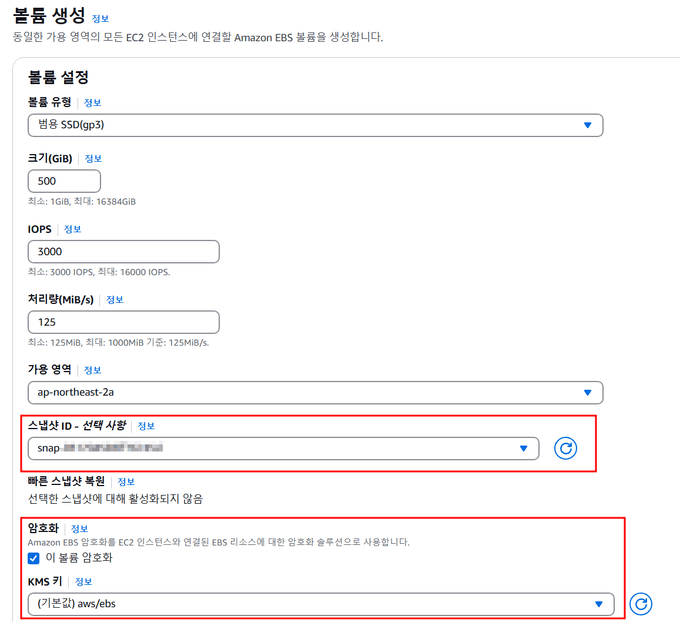 볼륨 생성 정보
동일한 가용 영역의 모든 EC2 인스턴스에 연결할 Amazon EBS 볼륨을 생성합니다.
볼륨 설정
볼륨 유형 정보
범용 SSD(gp3)
크기(GiB) 정보
500
최소: 1GiB, 최대: 16384GiB
IOPS 정보
3000
최소: 3000 IOPS, 최대: 16000 IOPS.
처리량(MiB/s) 정보
125
최소: 125MiB, 최대: 1000MiB 기준: 125MiB/s.
가용 영역 정보
ap-northeast-2a
스냅샷 ID - 선택 사항 정보
snap-
빠른 스냅샷 복원 정보
선택한 스냅샷에 대해 활성화되지 않음
암호화 정보
Amazon EBS 암호화를 EC2 인스턴스와 연결된 EBS 리소스에 대한 암호화 솔루션으로 사용합니다.
이 볼륨 암호화
KMS 키 정보
(기본값) aws/ebs